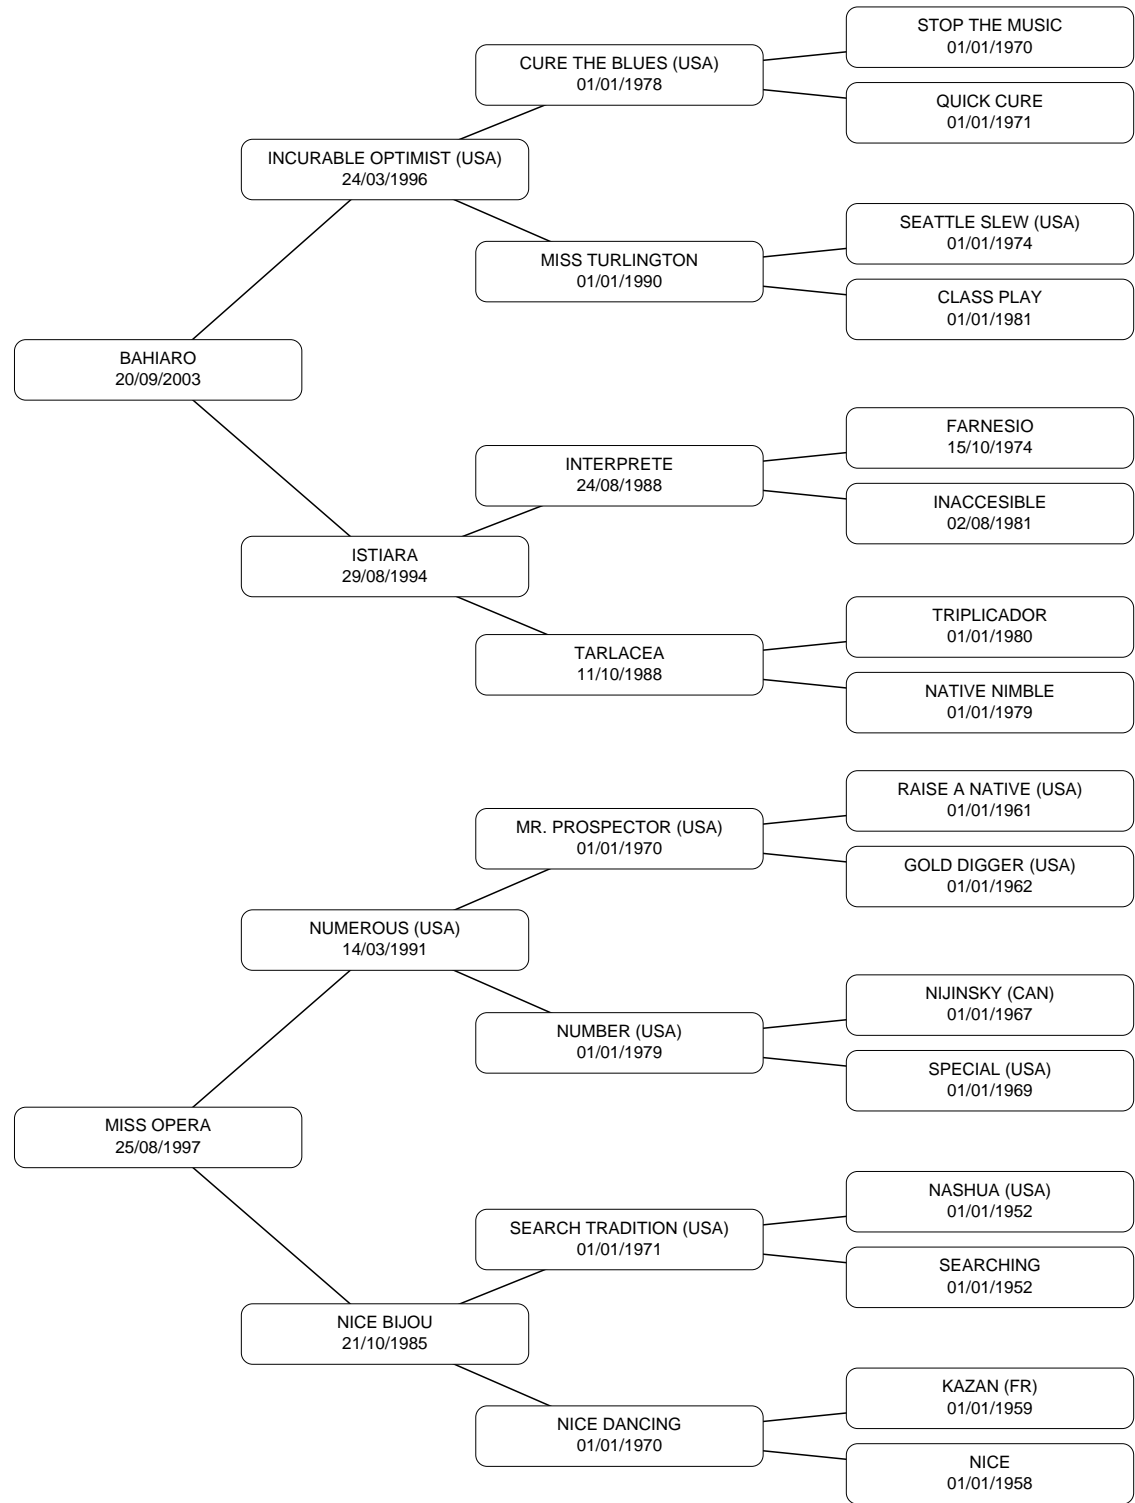 STOP THE MUSIC
01/01/1970
CURE THE BLUES (USA)
01/01/1978
QUICK CURE
01/01/1971
INCURABLE OPTIMIST (USA)
24/03/1996
SEATTLE SLEW (USA)
01/01/1974
MISS TURLINGTON
01/01/1990
CLASS PLAY
01/01/1981
BAHIARO
20/09/2003
FARNESIO
15/10/1974
INTERPRETE
24/08/1988
INACCESIBLE
02/08/1981
ISTIARA
29/08/1994
TRIPLICADOR
01/01/1980
TARLACEA
11/10/1988
NATIVE NIMBLE
01/01/1979
RAISE A NATIVE (USA)
01/01/1961
MR. PROSPECTOR (USA)
01/01/1970
GOLD DIGGER (USA)
01/01/1962
NUMEROUS (USA)
14/03/1991
NIJINSKY (CAN)
01/01/1967
NUMBER (USA)
01/01/1979
SPECIAL (USA)
01/01/1969
MISS OPERA
25/08/1997
NASHUA (USA)
01/01/1952
SEARCH TRADITION (USA)
01/01/1971
SEARCHING
01/01/1952
NICE BIJOU
21/10/1985
KAZAN (FR)
01/01/1959
NICE DANCING
01/01/1970
NICE
01/01/1958